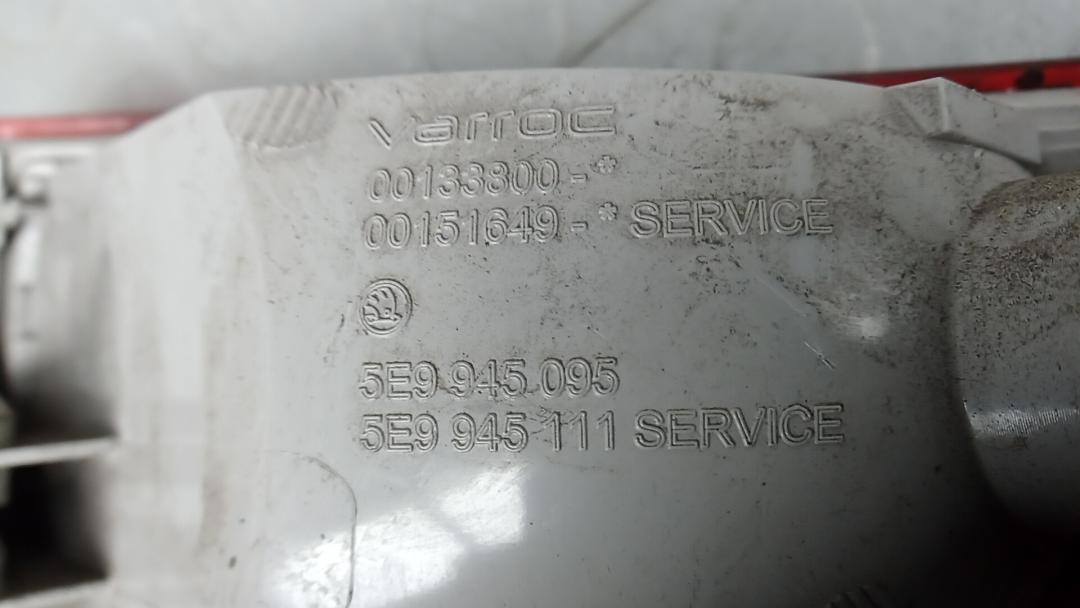 varroc
00133800-*
00151649-* SERVICE
5E9 945 095
5E9 945 111 SERVICE